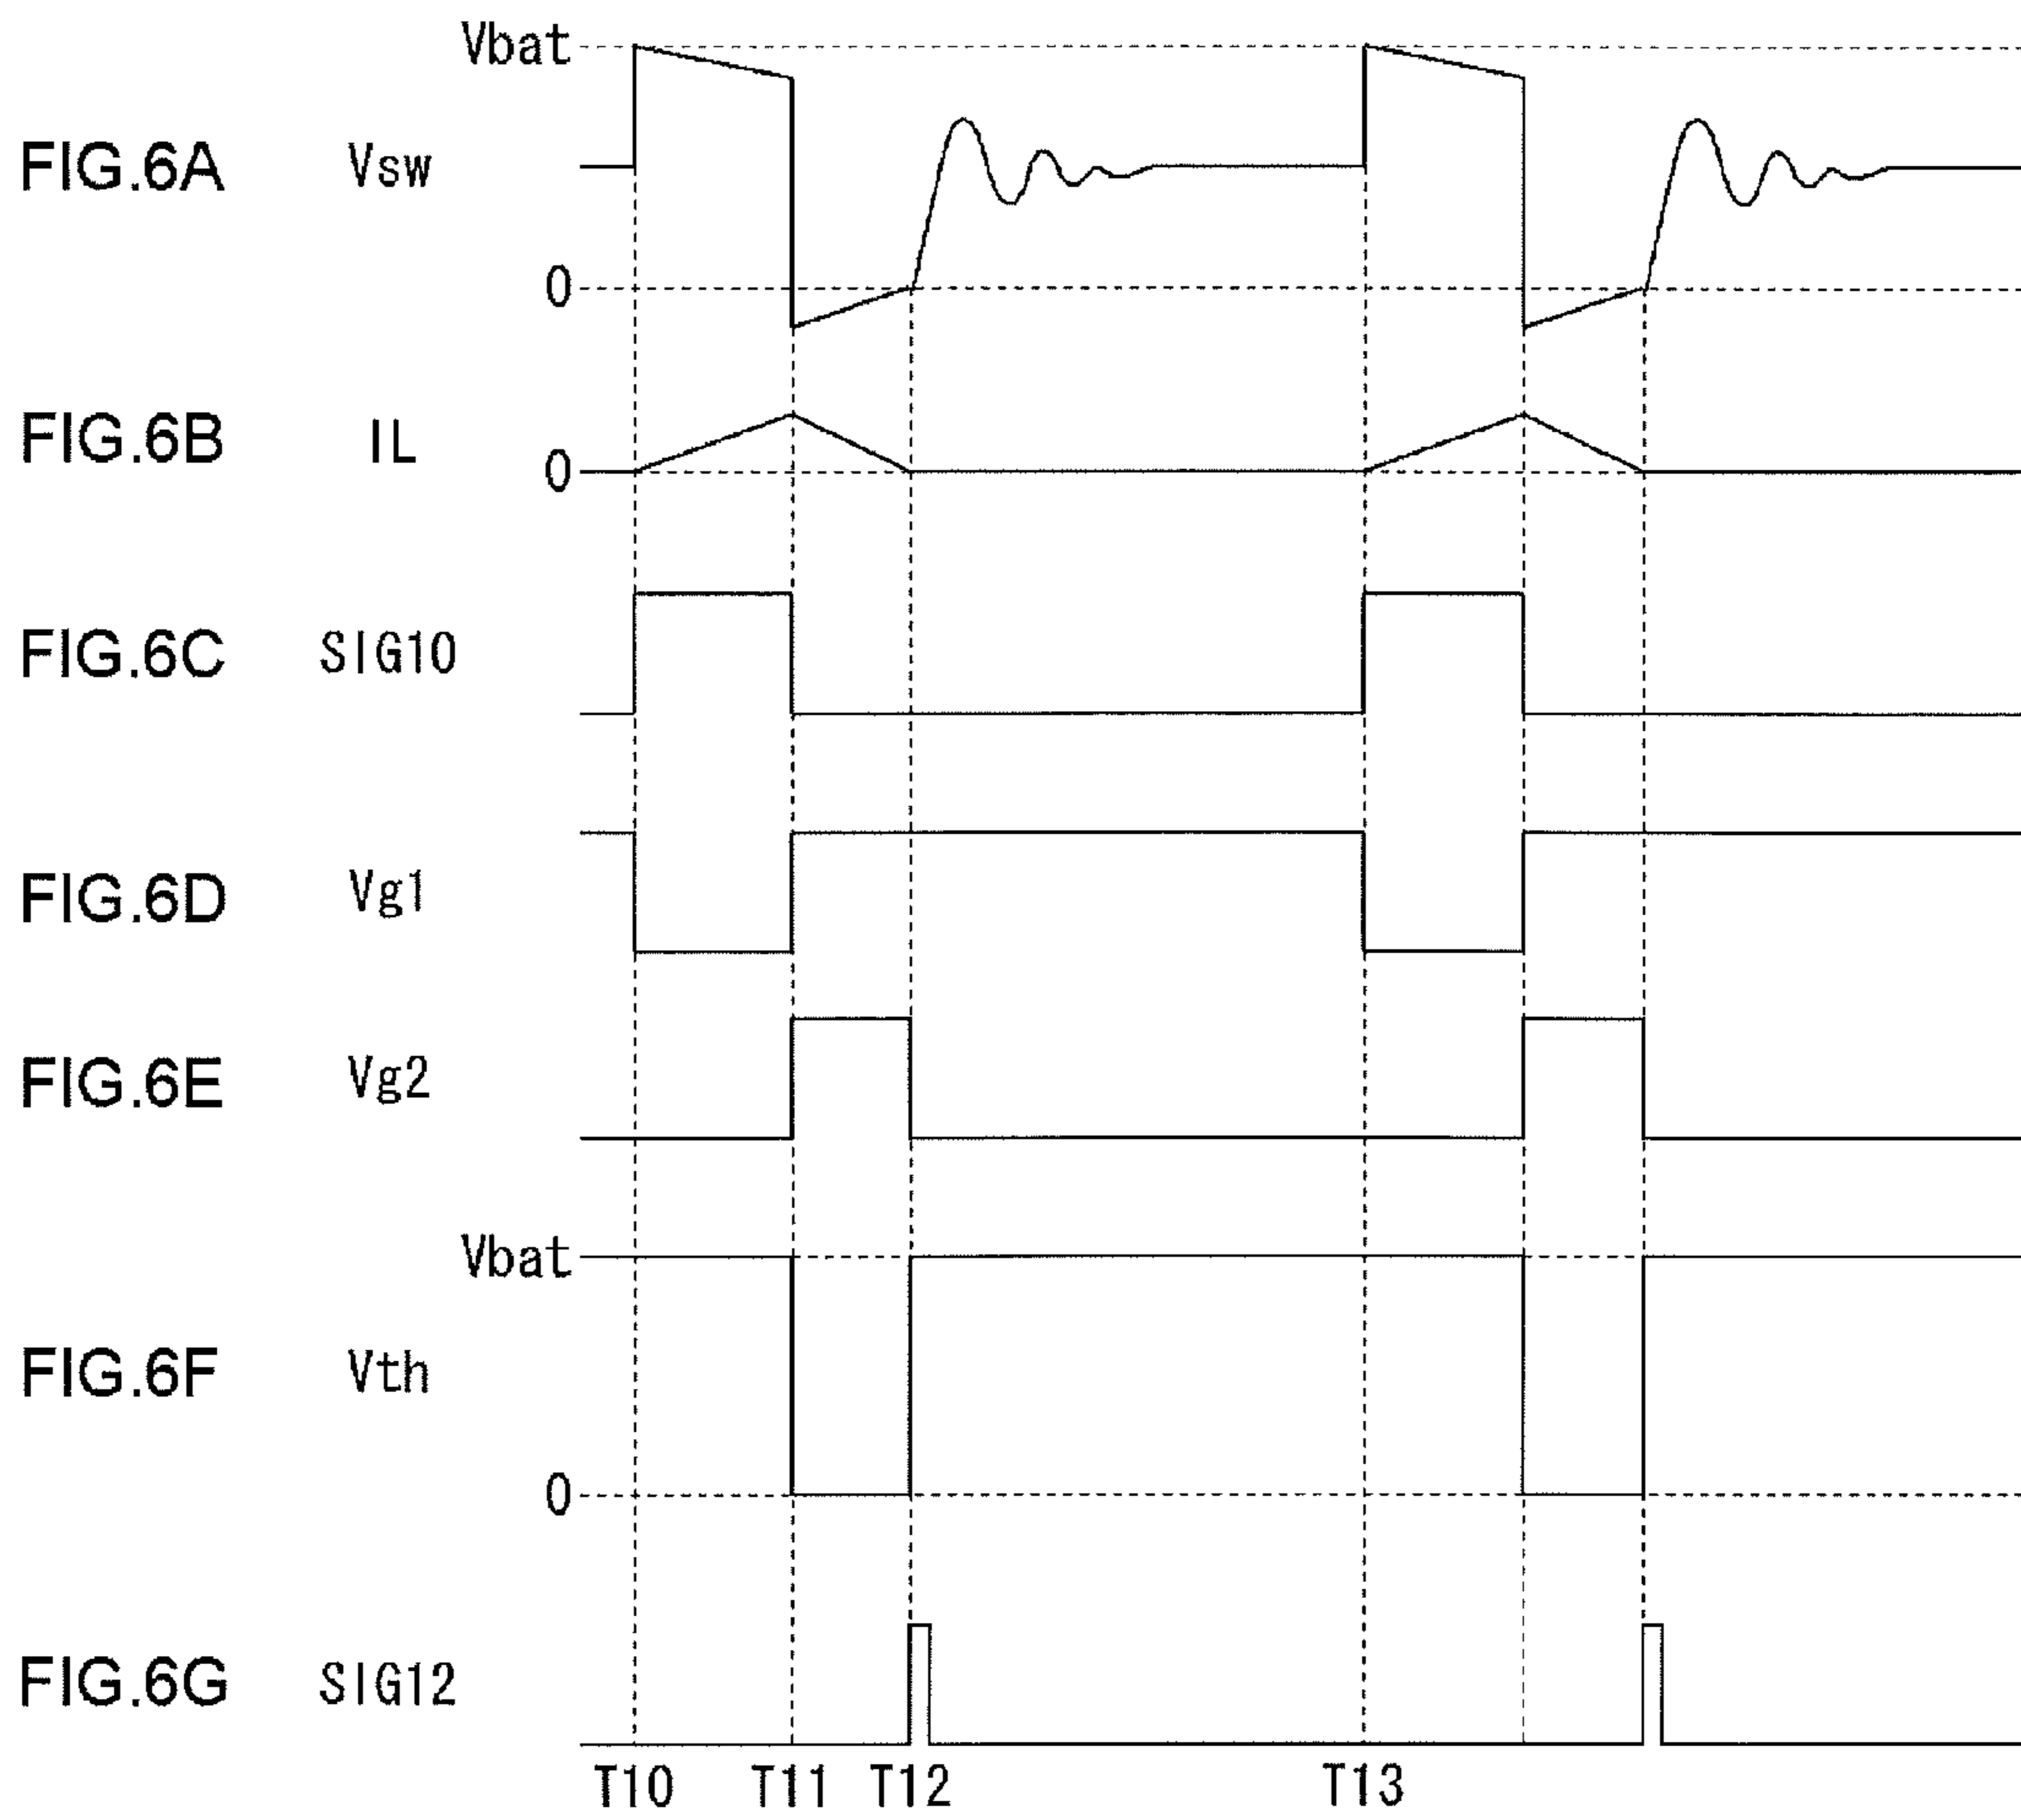 Vbat
FIG.6A Vsw
0
FIG.6B IL
0
FIG.6C SIG10
FIG.6D Vg1
FIG.6E Vg2
Vbat
FIG.6F Vth
0
FIG.6G SIG12
T10 T11 T12 T13